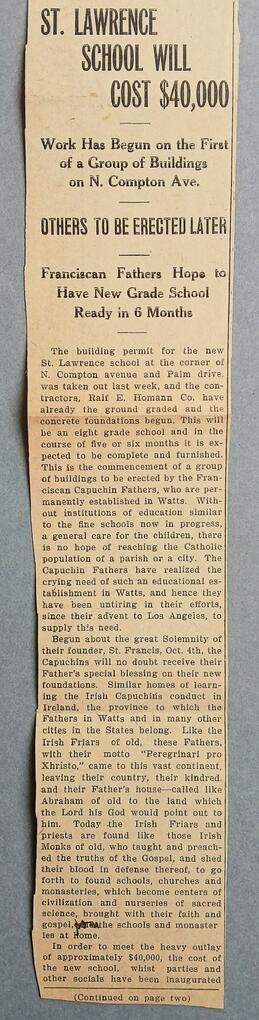 ST. LAWRENCE
SCHOOL WILL
COST $40,000
Work Has Begun on the First
of a Group of Buildings
on N. Compton Ave.
OTHERS TO BE ERECTED LATER
Franciscan Fathers Hope to
Have New Grade School
Ready in 6 Months
The building permit for the new
St. Lawrence school at the corner of
N. Compton avenue and Palm drive
was taken out last week, and the con-
tractors, Ralf E. Homann Co. have
already the ground graded and the
concrete foundations begun. This will
be an eight grade school and in the
course of five or six months it is ex-
pected to be complete and furnished.
This is the commencement of a group
of buildings to be erected by the Fran-
ciscan Capuchin Fathers, who are per-
manently established in Watts. With-
out institutions of education similar
to the fine schools now in progress,
a general care for the children, there
is no hope of reaching the Catholic
population of a parish or a city. The
Capuchin Fathers have realized the
crying need of such an educational es-
tablishment in Watts, and hence they
have been untiring in their efforts,
since their advent to Los Angeles, to
supply this need.
Begun about the great Solemnity of
their founder, St. Francis, Oct. 4th, the
Capuchins will no doubt receive their
Father's special blessing on their new
foundations. Similar homes of learn-
ing the Irish Capuchins conduct in
Ireland, the province to which the
Fathers in Watts and in many other
cities in the States belong. Like the
Irish Friars of old, these Fathers,
with their motto "Peregrinari pro
Xhristo," came to this vast continent,
leaving their country, their kindred
and their Father's house—called like
Abraham of old to the land which
the Lord his God would point out to
him. Today the Irish Friars and
priests are found like those Irish
Monks of old, who taught and preach-
ed the truths of the Gospel, and shed
their blood in defense thereof, to go
forth to found schools, churches and
monasteries, which become centers of
civilization and nurseries of sacred
science, brought with their faith and
gospel, the schools and monaster
ies at home.
In order to meet the heavy outlay
of approximately $40,000, the cost of
the new school, whist parties and
other socials have been inaugurated
(Continued on page two)